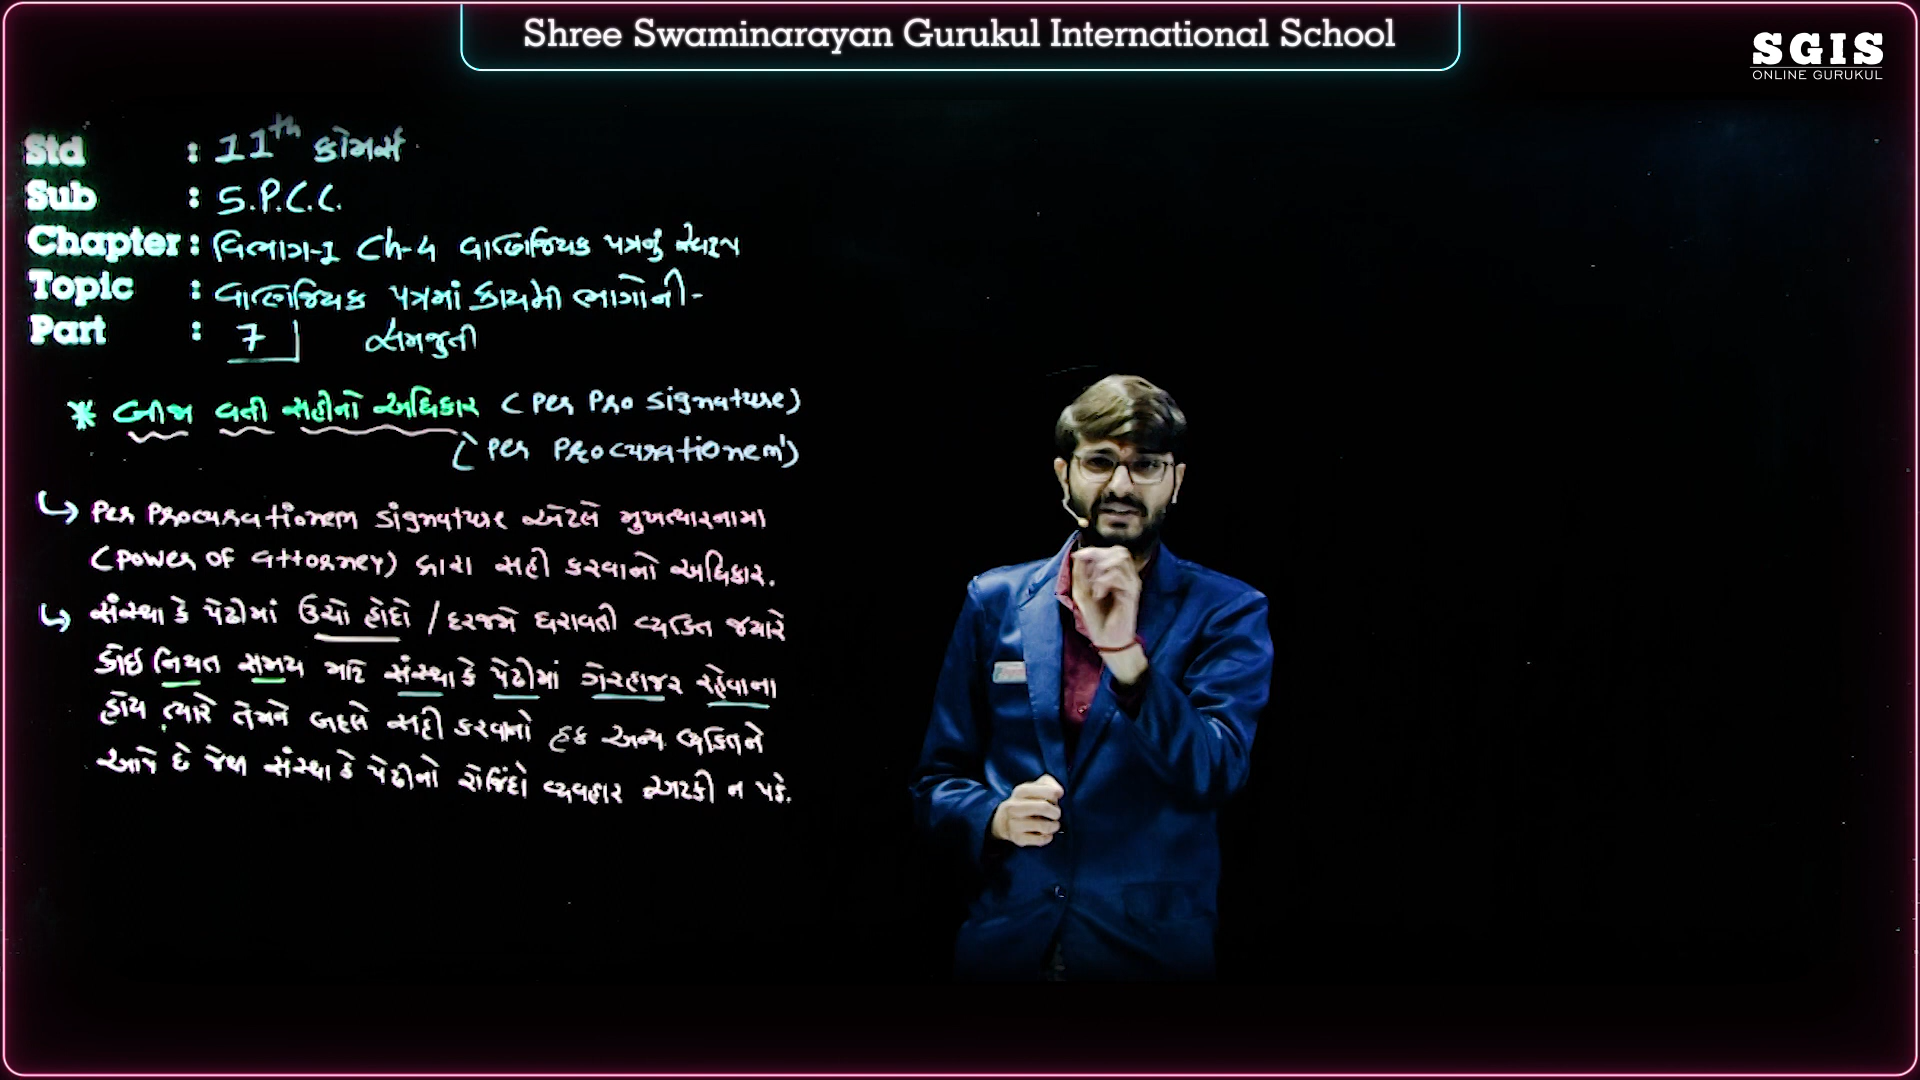 Shree Swaminarayan Gurukul International School
SGIS
ONLINE GURUKUL
Std : 11th કોમર્સ
Sub : S.P.C.C.
Chapter : વિભાગ-1 Ch-4 વાણિજ્યિક પત્રનું સ્વરૂપ
Topic : વાણિજ્યિક પત્રમાં કાયમી ભાગોની-
Part : 7 સમજુતી
* બીજા વતી સહીનો અધિકાર (Per Pro Signature)
(Per Procurationem)
↳ Per Procurationem Signature એટલે મુખત્યારનામા
(Power of attorney) દ્વારા સહી કરવાનો અધિકાર.
↳ સંસ્થા કે પેઢીમાં ઉંચો હોદ્દો / દરજ્જો ધરાવતી વ્યક્તિ જ્યારે
કોઇ નિયત સમય માટે સંસ્થા કે પેઢીમાં ગેરહાજર રહેવાના
હોય ત્યારે તેમને બદલે સહી કરવાનો હક અન્ય વ્યક્તિને
આપે છે જેથી સંસ્થા કે પેઢીનો રોજિંદો વ્યવહાર અટકી ન પડે.